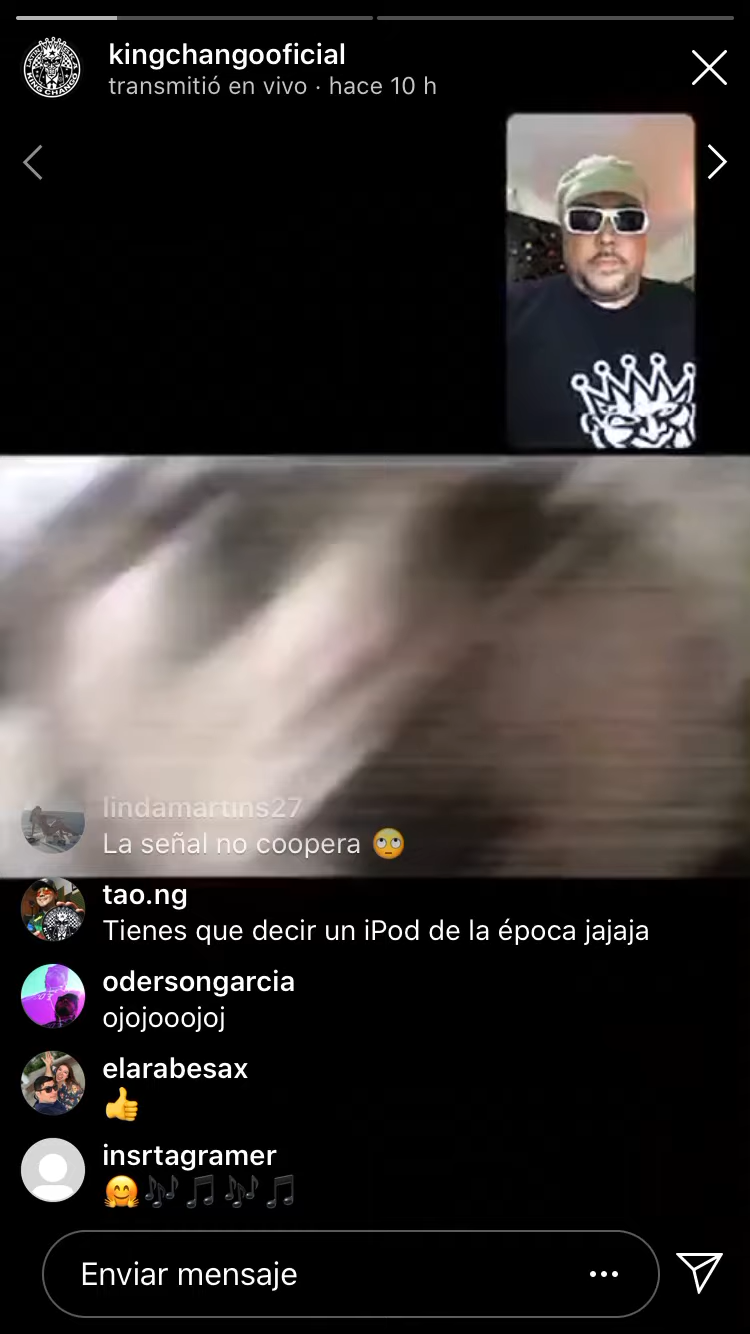 kingchangooficial
transmitió en vivo · hace 10 h
lindamartins27
La señal no coopera 🙄
tao.ng
Tienes que decir un iPod de la época jajaja
odersongarcia
ojojooojoj
elarabesax
👍
insrtagramer
🤗🎶🎵🎶🎵
Enviar mensaje